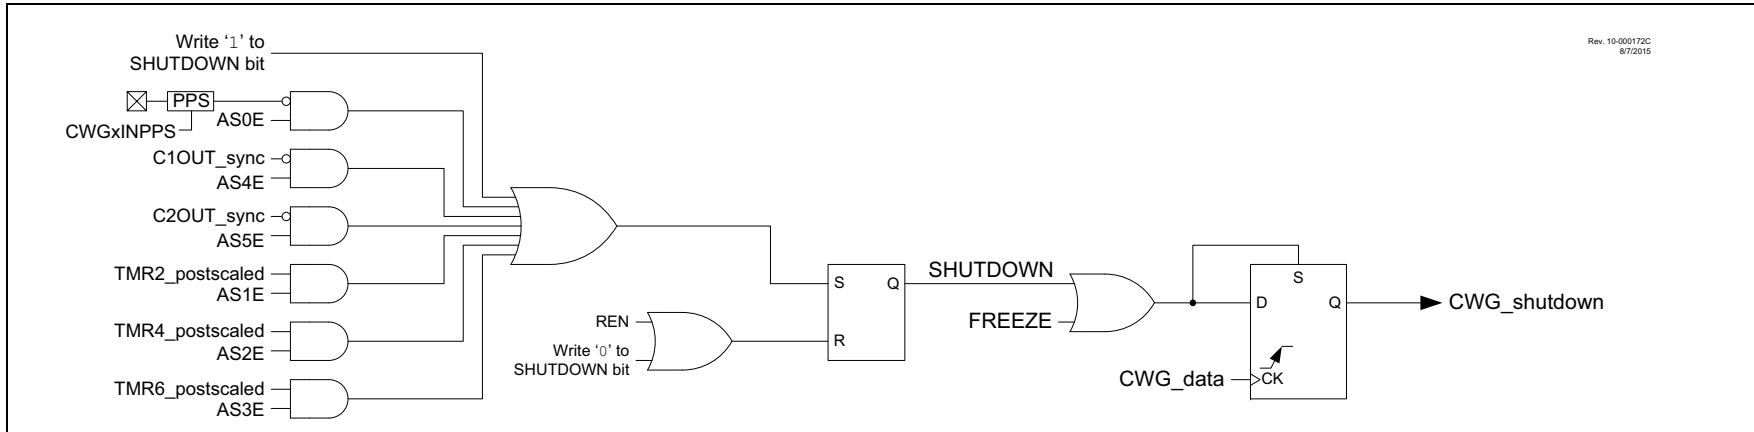 Rev. 10-000172C
8/7/2015
Write ‘1’ to
SHUTDOWN bit
PPS
AS0E
CWGxINPPS
C1OUT_sync
AS4E
C2OUT_sync
AS5E
TMR2_postscaled
AS1E
TMR4_postscaled
AS2E
TMR6_postscaled
AS3E
REN
Write ‘0’ to
SHUTDOWN bit
S
Q
R
SHUTDOWN
FREEZE
S
D
Q
CWG_data
CK
CWG_shutdown